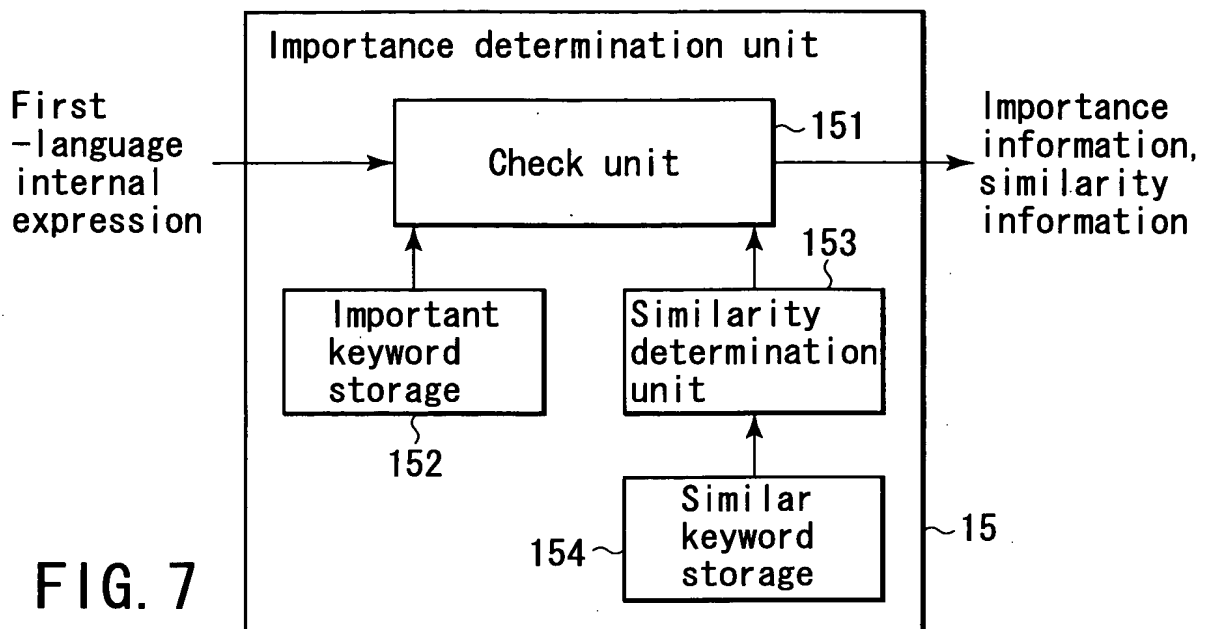 Importance determination unit
First
-language
internal
expression
Check unit
151
Importance
information,
similarity
information
Important
keyword
storage
152
153
Similarity
determination
unit
Similar
keyword
storage
154
15
FIG. 7